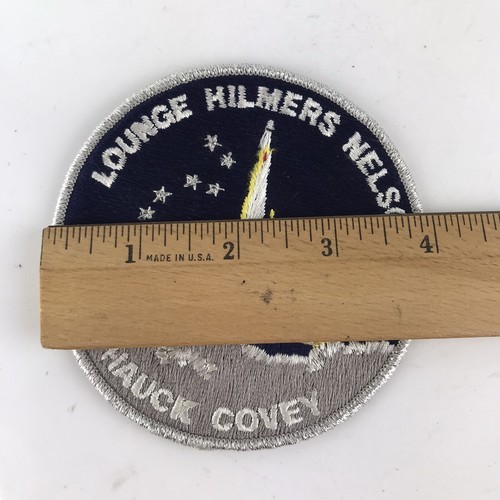 LOUNGE HILMERS NELSO
1 2 3 4
MADE IN U.S.A.
HAUCK COVEY